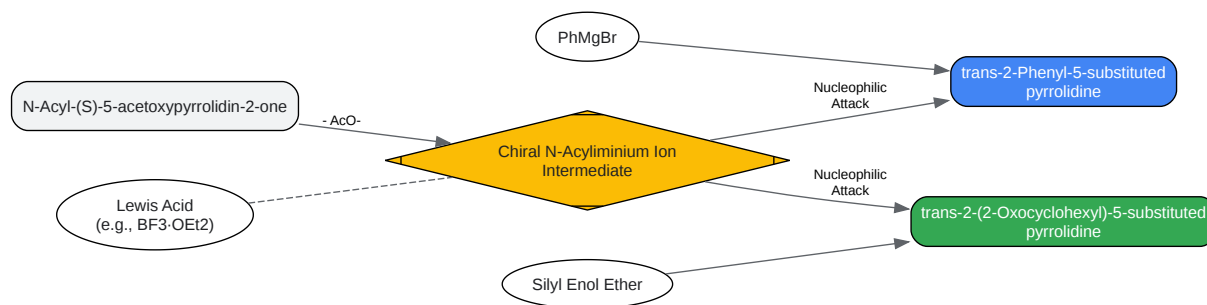 PhMgBr
trans-2-Phenyl-5-substituted
pyrrolidine
Nucleophilic
Attack
N-Acyl-(S)-5-acetoxypyrrolidin-2-one
- AcO-
Chiral N-Acyliminium Ion
Intermediate
Nucleophilic
Attack
Lewis Acid
(e.g., BF3·OEt2)
trans-2-(2-Oxocyclohexyl)-5-substituted
pyrrolidine
Silyl Enol Ether